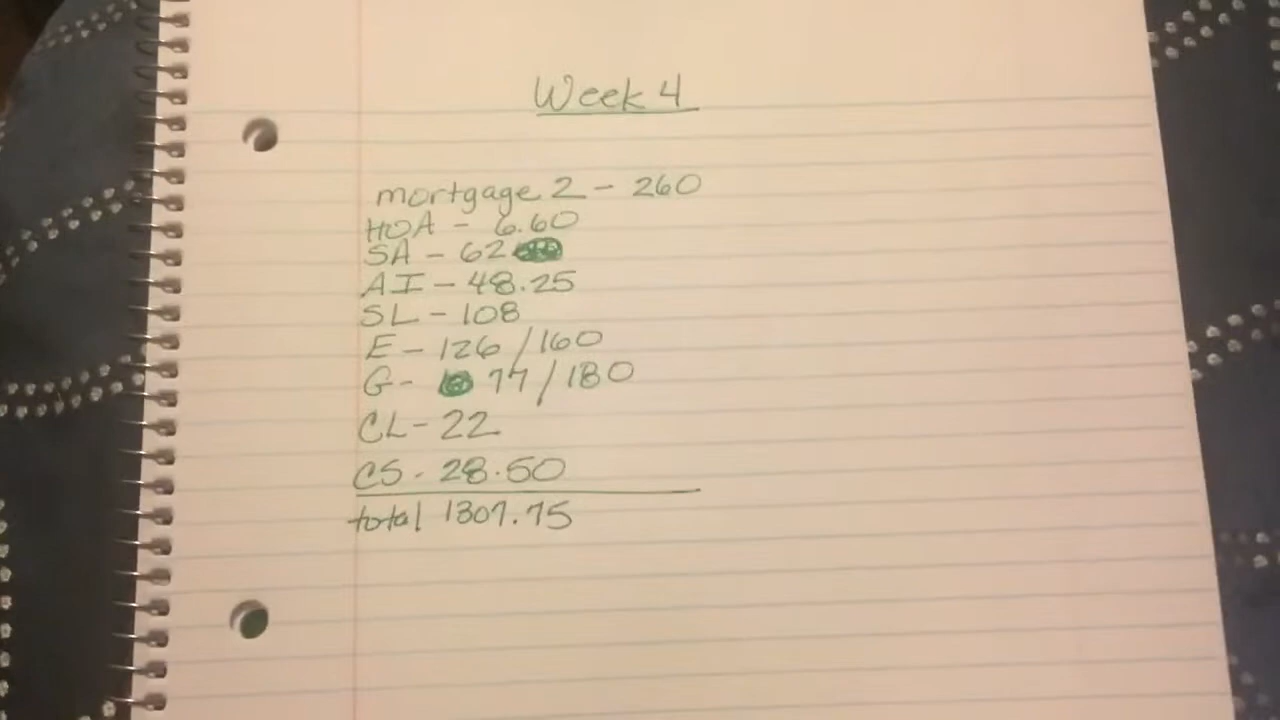 Week 4
mortgage 2 - 260
HOA - 6.60
SA - 62
AI - 48.25
SL - 108
E - 126 / 160
G - 77 / 180
CL - 22
CS - 28.50
total 1307.75